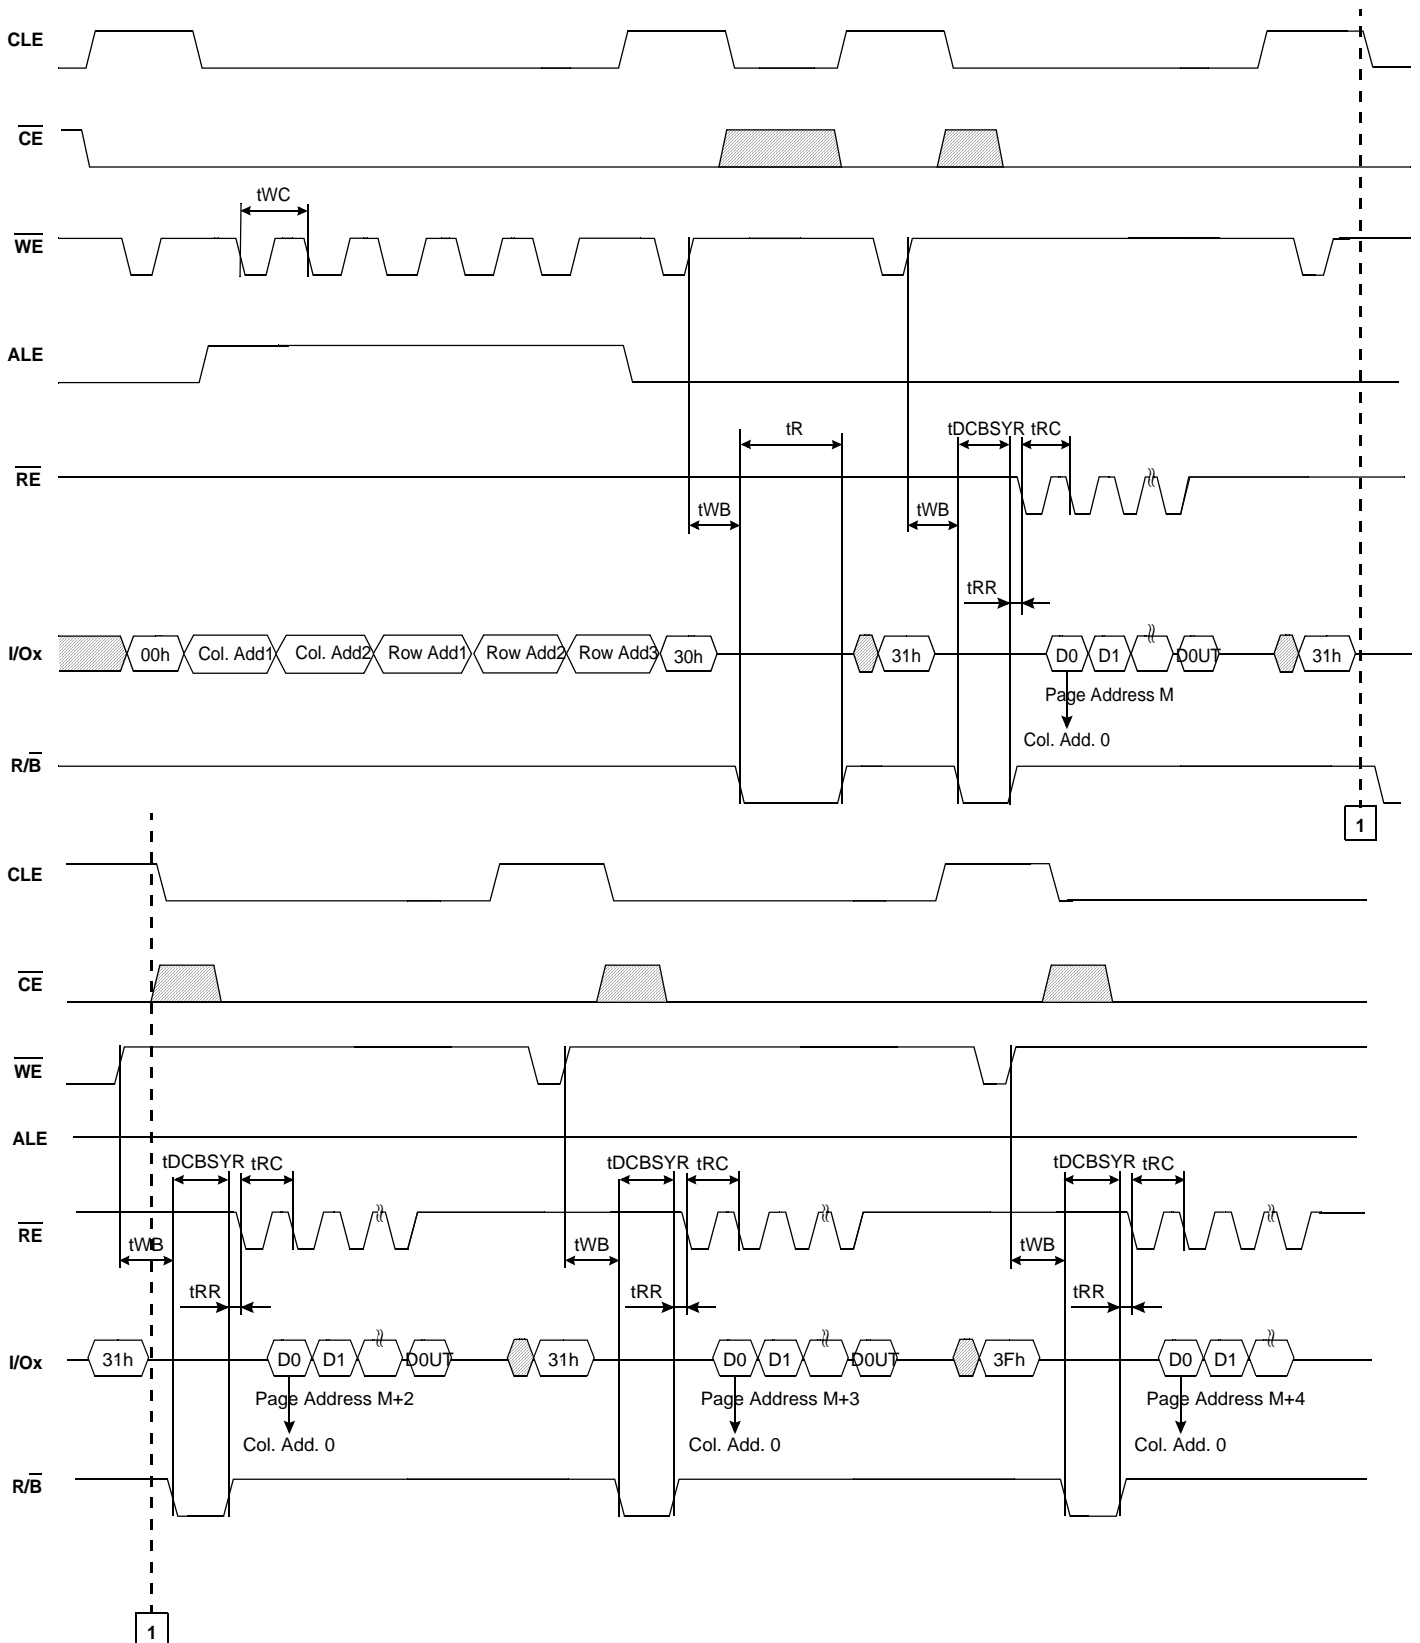 CLE
CE
tWC
WE
ALE
tR
tDCBSYR tRC
RE
tWB
tWB
tRR
I/Ox
00h
Col. Add1
Col. Add2
Row Add1
Row Add2
Row Add3
30h
31h
D0
D1
D0UT
31h
Page Address M
Col. Add. 0
R/B
1
CLE
CE
WE
ALE
tDCBSYR tRC
tDCBSYR tRC
tDCBSYR tRC
RE
tWB
tWB
tWB
tRR
tRR
tRR
I/Ox
31h
D0
D1
D0UT
31h
D0
D1
D0UT
3Fh
D0
D1
Page Address M+2
Page Address M+3
Page Address M+4
Col. Add. 0
Col. Add. 0
Col. Add. 0
R/B
1